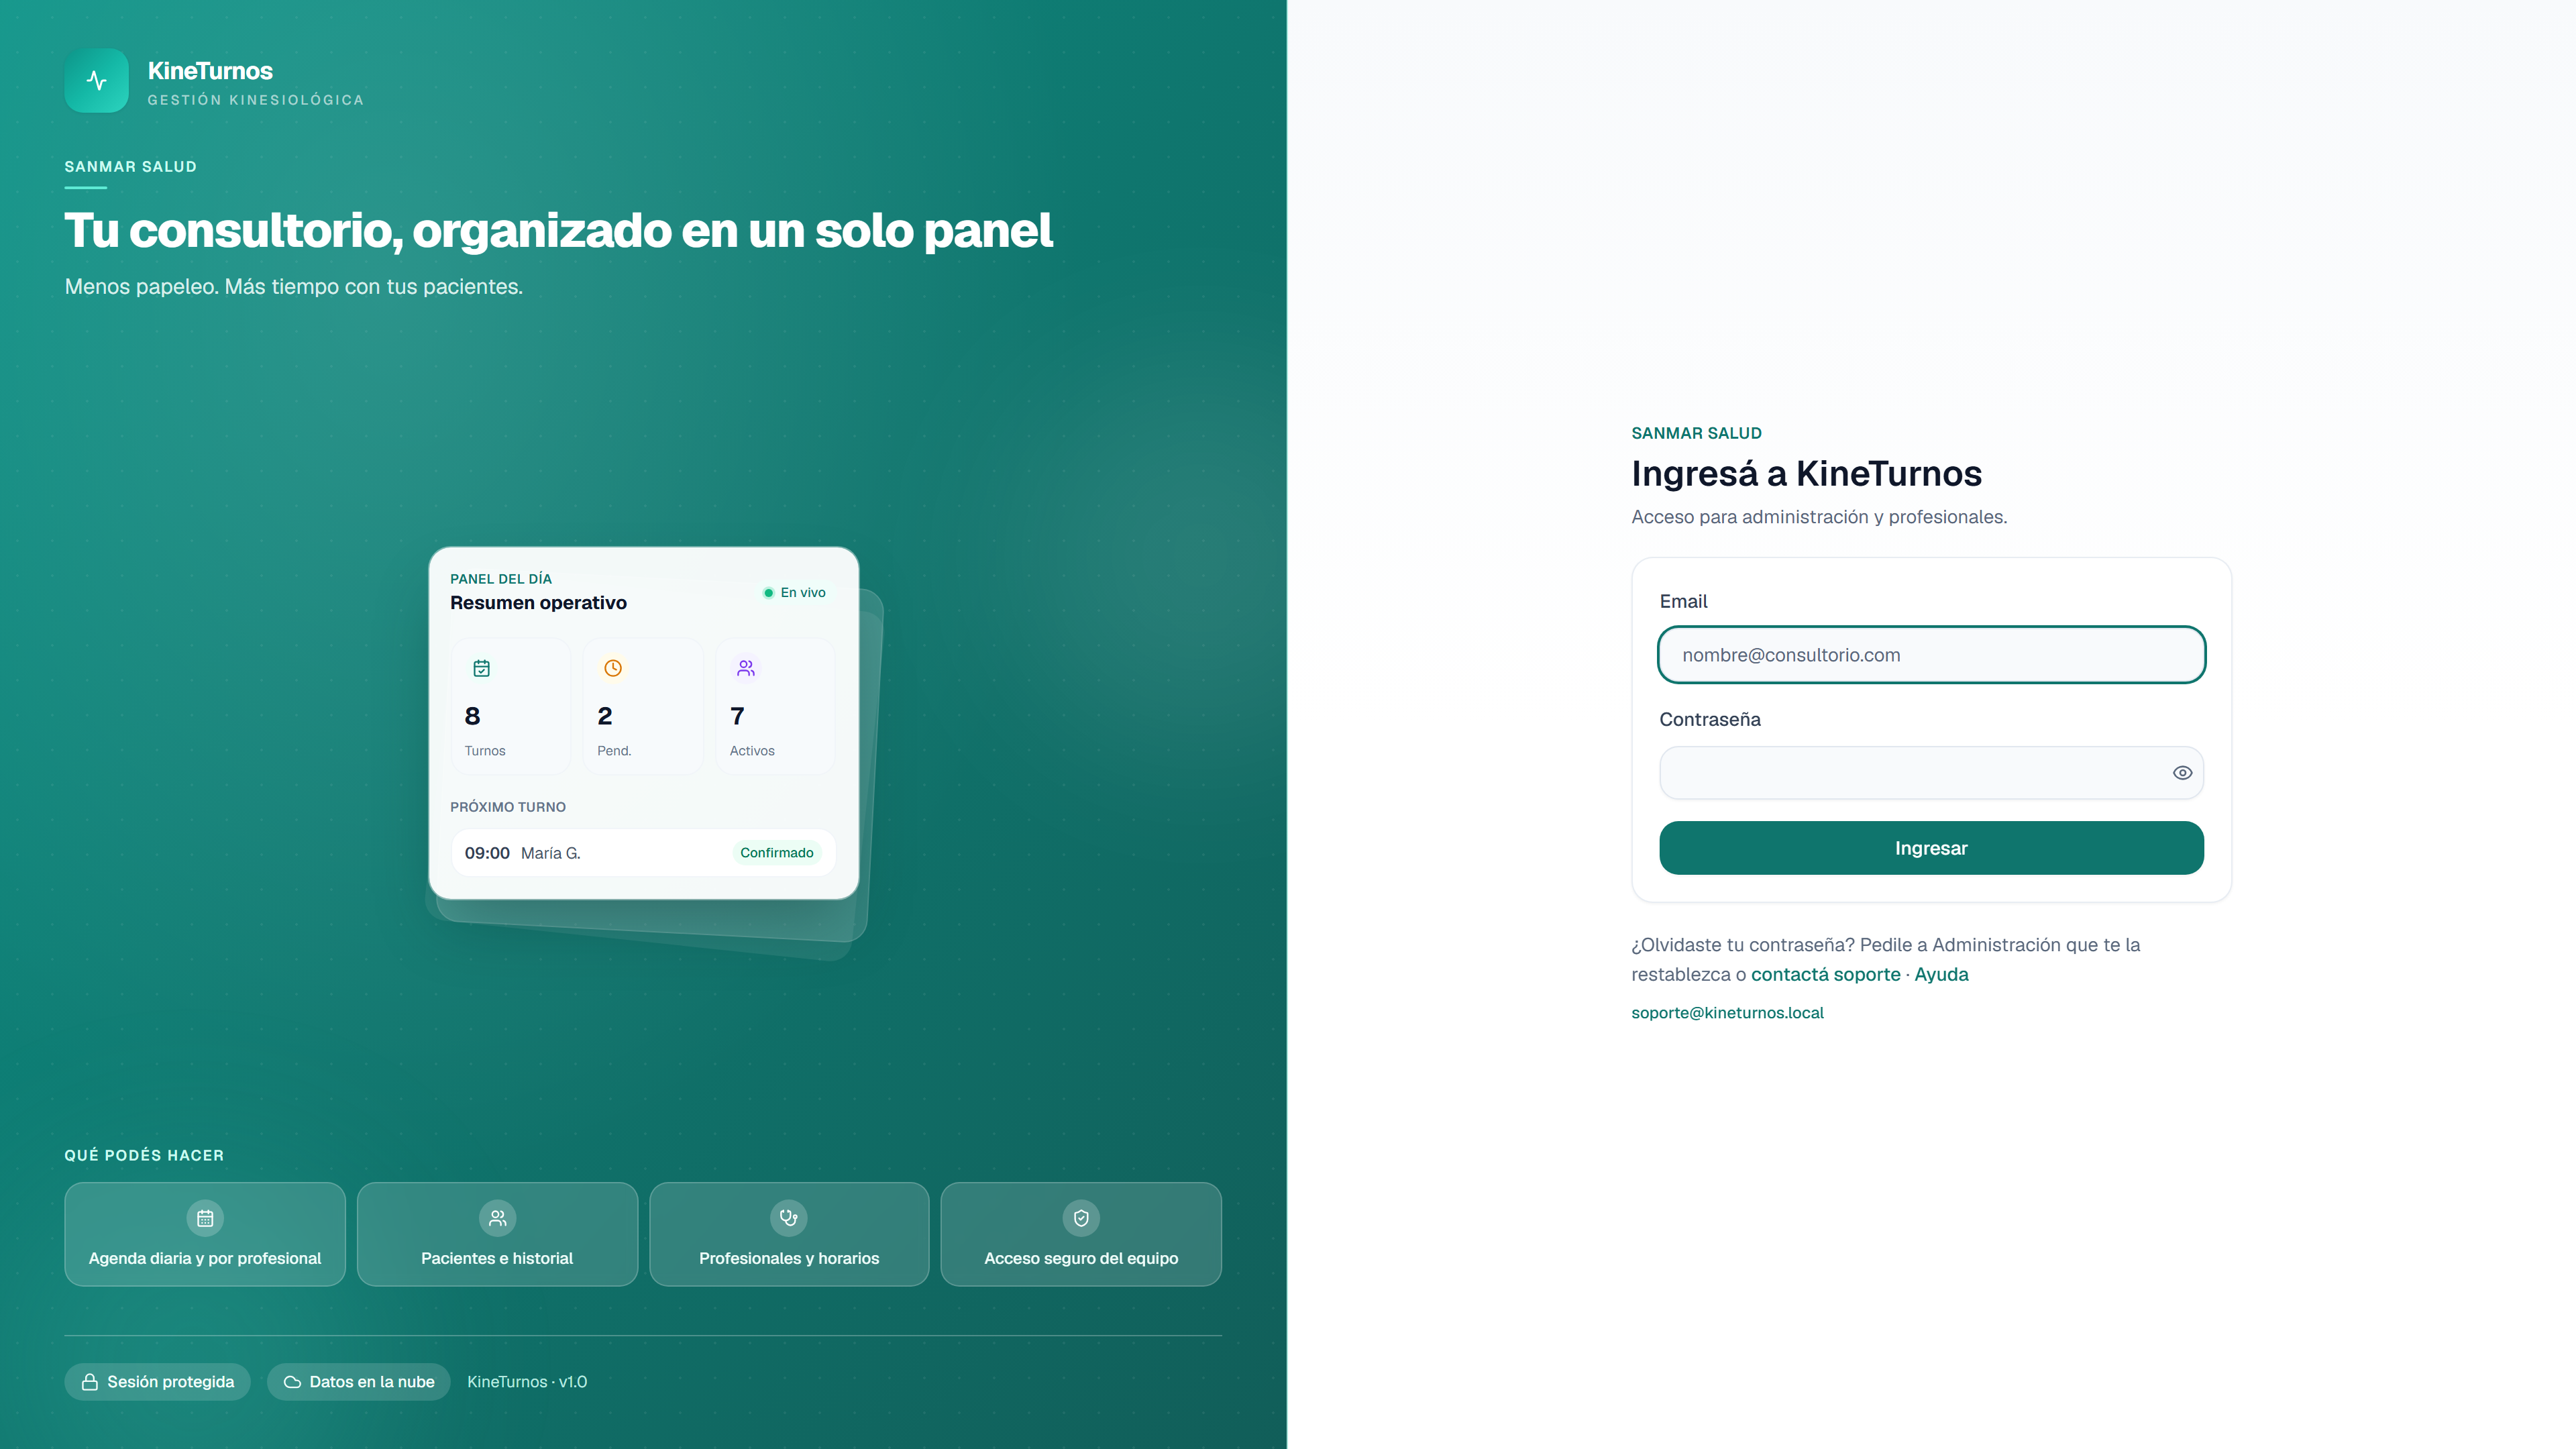 KineTurnos
GESTIÓN KINESIOLÓGICA
SANMAR SALUD
Tu consultorio, organizado en un solo panel
Menos papeleo. Más tiempo con tus pacientes.
PANEL DEL DÍA
Resumen operativo
En vivo
8
Turnos
2
Pend.
7
Activos
PRÓXIMO TURNO
09:00 María G.
Confirmado
QUÉ PODÉS HACER
Agenda diaria y por profesional
Pacientes e historial
Profesionales y horarios
Acceso seguro del equipo
Sesión protegida
Datos en la nube
KineTurnos · v1.0
SANMAR SALUD
Ingresá a KineTurnos
Acceso para administración y profesionales.
Email
nombre@consultorio.com
Contraseña
Ingresar
¿Olvidaste tu contraseña? Pedile a Administración que te la
restablezca o contactá soporte · Ayuda
soporte@kineturnos.local